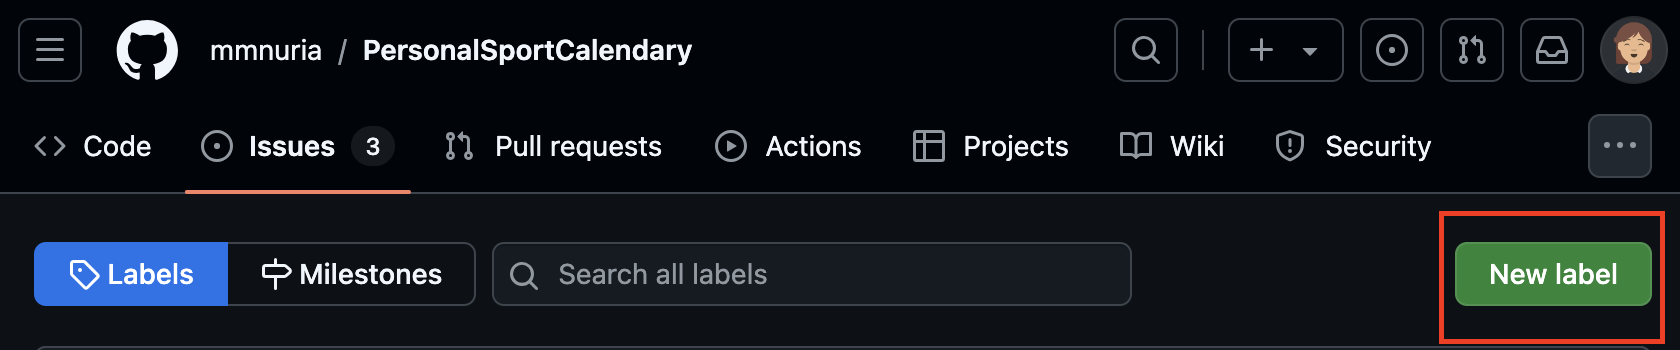 mmnuria / PersonalSportCalendary
Code Issues 3 Pull requests Actions Projects Wiki Security
Labels Milestones Search all labels New label